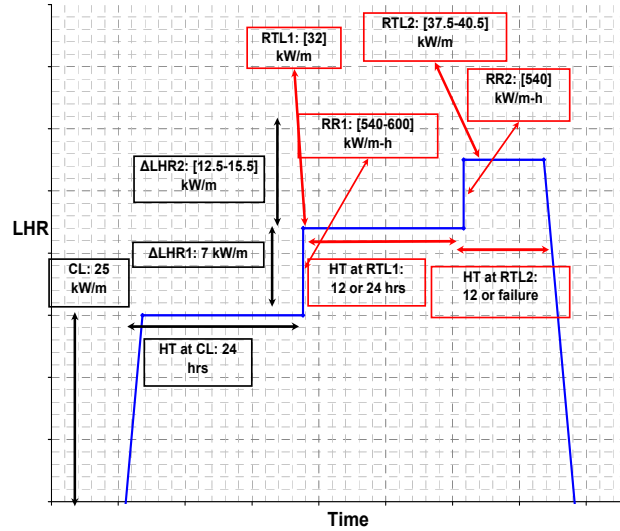 RTL1: [32]
kW/m
RTL2: [37.5-40.5]
kW/m
RR2: [540]
kW/m-h
RR1: [540-600]
kW/m-h
ΔLHR2: [12.5-15.5]
kW/m
LHR
ΔLHR1: 7 kW/m
CL: 25
kW/m
HT at RTL1:
12 or 24 hrs
HT at RTL2:
12 or failure
HT at CL: 24
hrs
Time